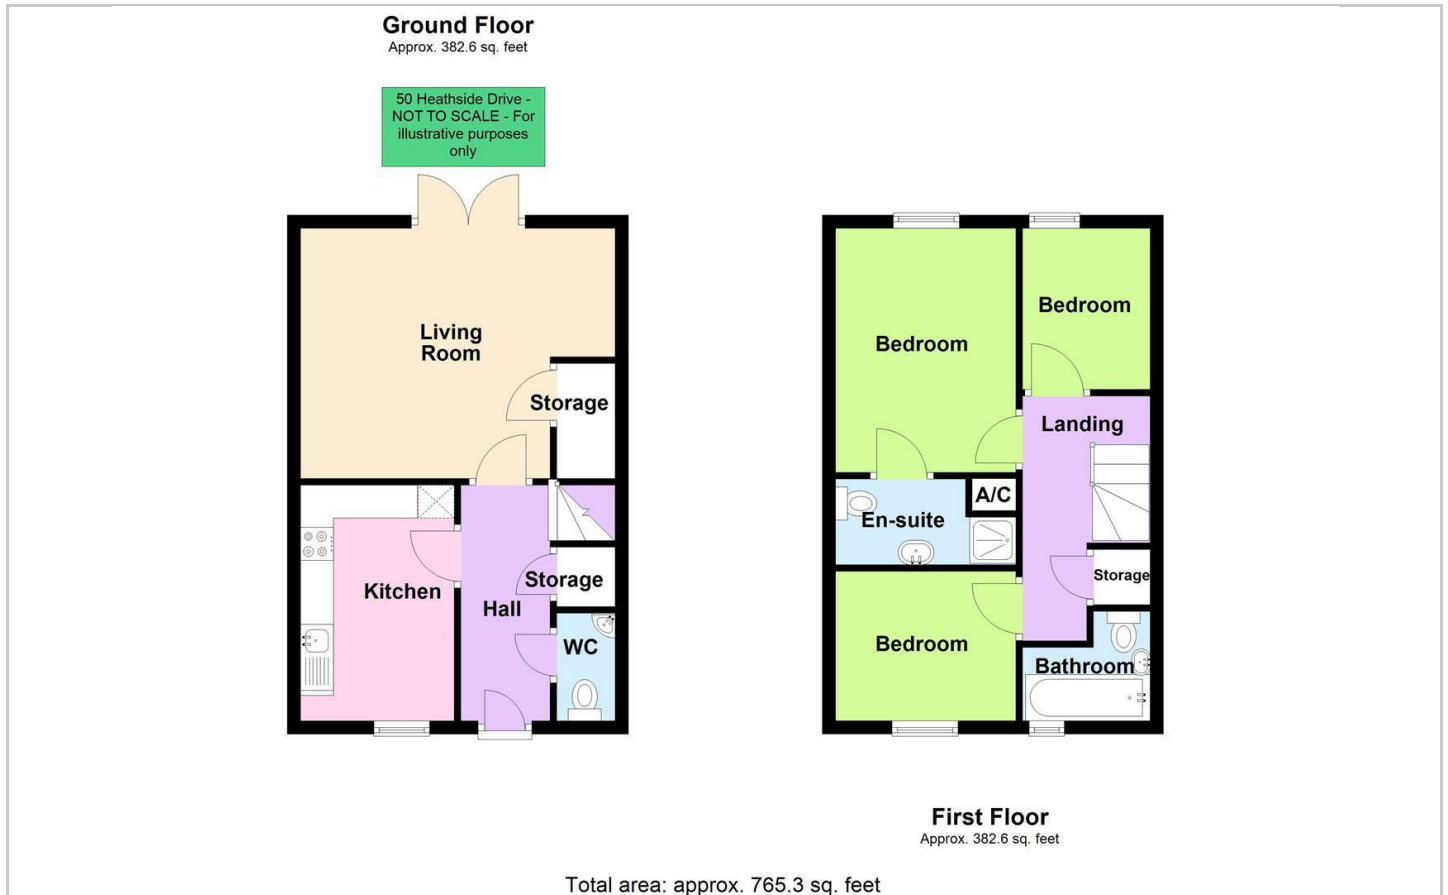 Ground Floor
Approx. 382.6 sq. feet
50 Heathside Drive -
NOT TO SCALE - For
illustrative purposes
only
Living
Room
Storage
Kitchen
Hall
Storage
WC
Bedroom
Bedroom
Landing
A/C
En-suite
Storage
Bedroom
Bathroom
First Floor
Approx. 382.6 sq. feet
Total area: approx. 765.3 sq. feet